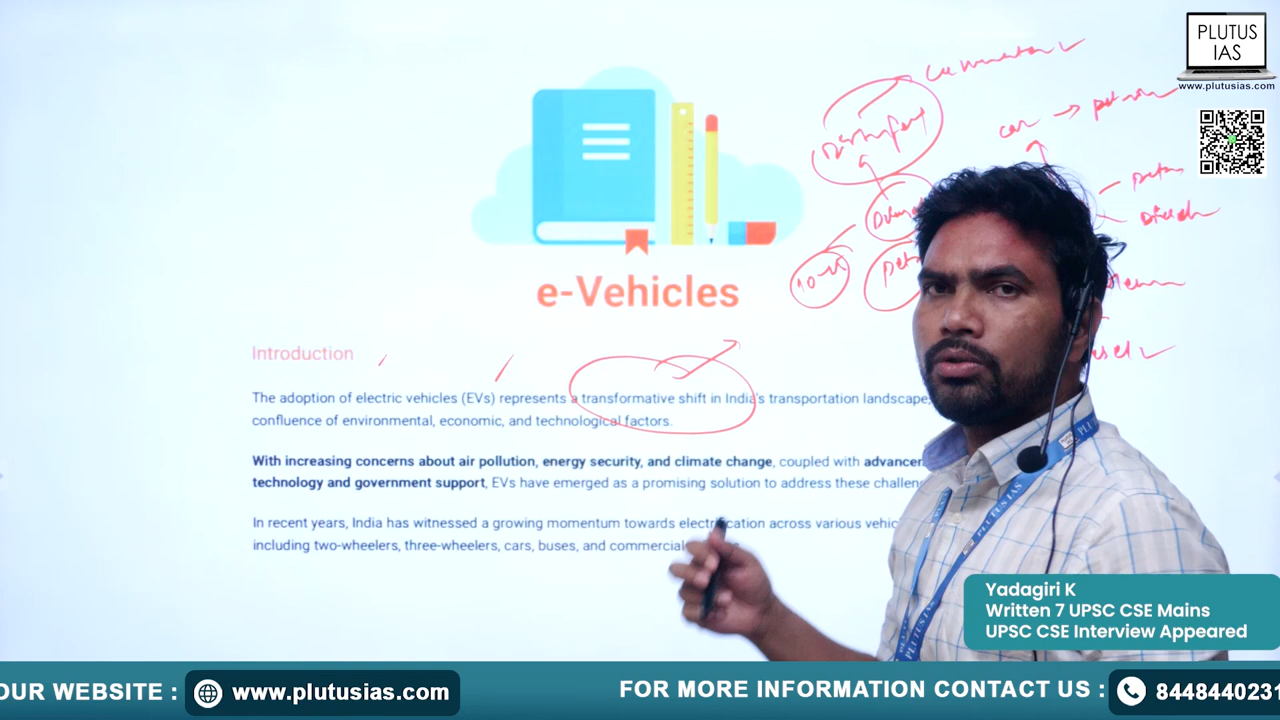 PLUTUS
IAS
www.plutusias.com
car → petrol
e-Vehicles
Introduction
The adoption of electric vehicles (EVs) represents a transformative shift in India's transportation landscape,
confluence of environmental, economic, and technological factors.
With increasing concerns about air pollution, energy security, and climate change, coupled with
technology and government support, EVs have emerged as a promising solution to address these
In recent years, India has witnessed a growing momentum towards electrification across various
including two-wheelers, three-wheelers, cars, buses, and commercial
PLUTUS IAS
Yadagiri K
Written 7 UPSC CSE Mains
UPSC CSE Interview Appeared
OUR WEBSITE : www.plutusias.com FOR MORE INFORMATION CONTACT US : 8448440231